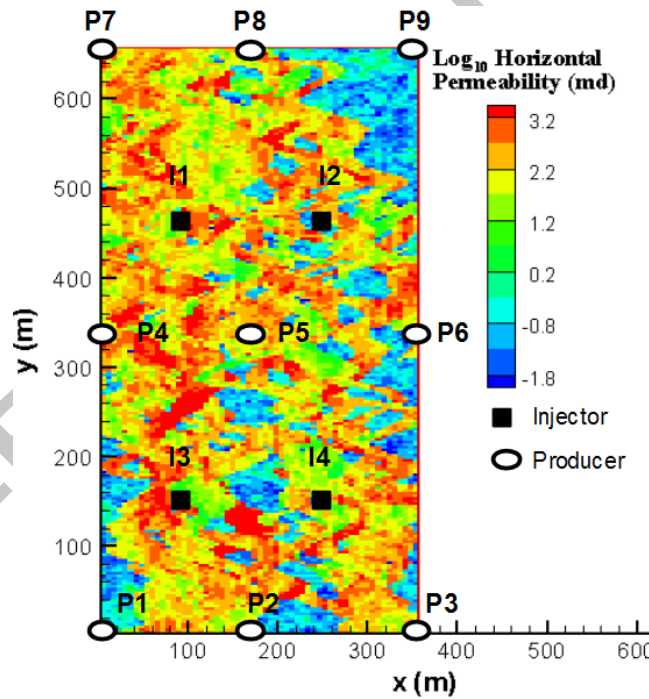 P7 P8 P9
Log₁₀ Horizontal
Permeability (md)
600
3.2
I1 I2
500
2.2
1.2
400
0.2
P4 P5 P6
y (m)
-0.8
300
-1.8
Injector
200
I3 I4
Producer
100
P1 P2 P3
100 200 300 400 500 600
x (m)